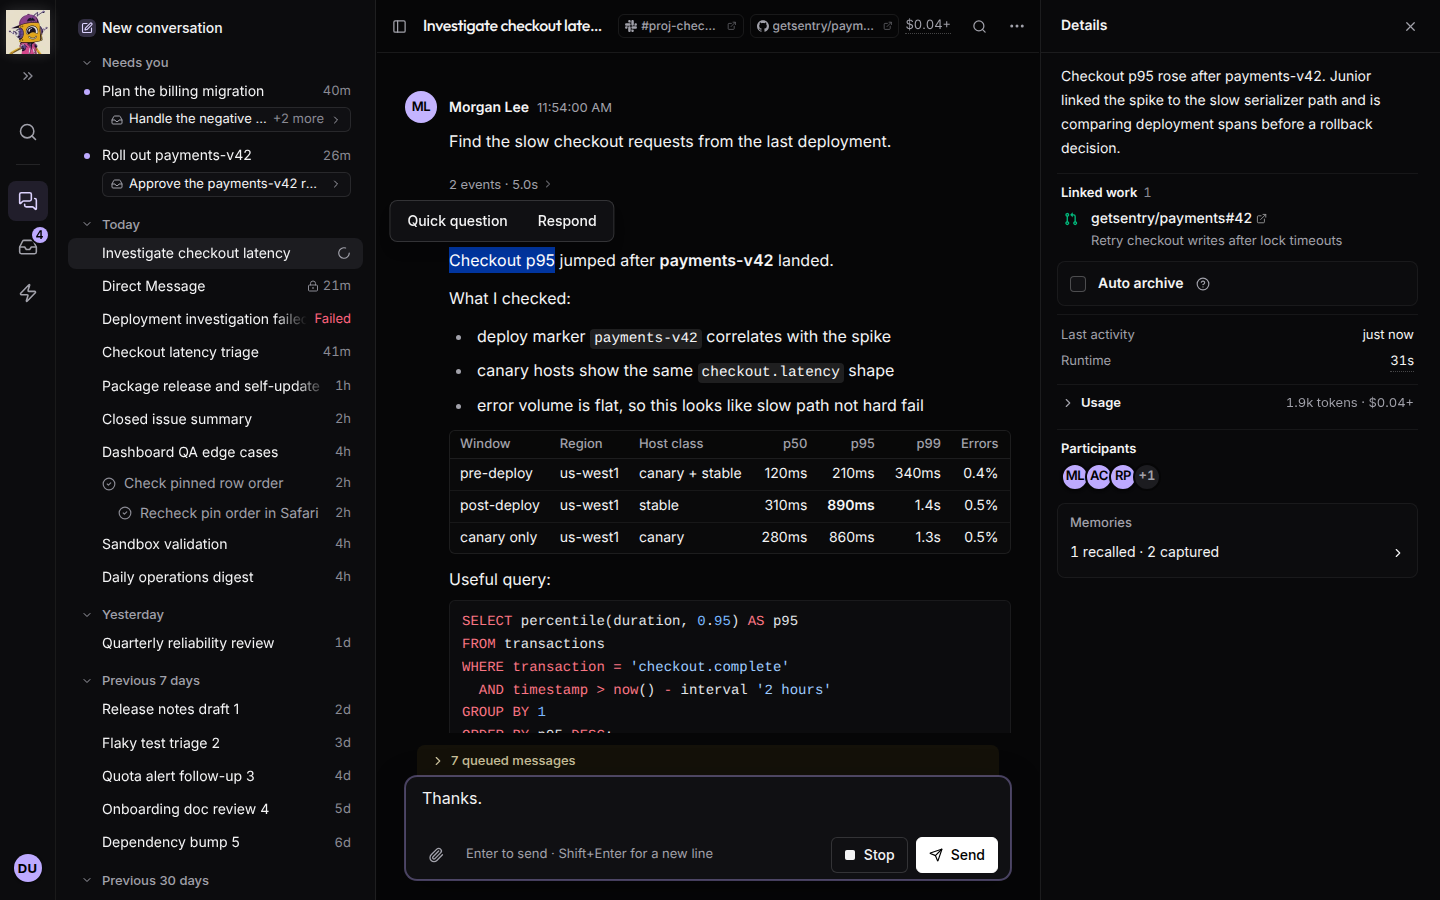 New conversation
Needs you
Plan the billing migration 40m
Handle the negative ... +2 more
Roll out payments-v42 26m
Approve the payments-v42 r...
Today
Investigate checkout latency
Direct Message 21m
Deployment investigation failed Failed
Checkout latency triage 41m
Package release and self-update 1h
Closed issue summary 2h
Dashboard QA edge cases 4h
Check pinned row order 2h
Recheck pin order in Safari 2h
Sandbox validation 4h
Daily operations digest 4h
Yesterday
Quarterly reliability review 1d
Previous 7 days
Release notes draft 1 2d
Flaky test triage 2 3d
Quota alert follow-up 3 4d
Onboarding doc review 4 5d
Dependency bump 5 6d
Previous 30 days
4
DU
Investigate checkout late... #proj-chec... getsentry/paym... $0.04+
ML Morgan Lee 11:54:00 AM
Find the slow checkout requests from the last deployment.
2 events · 5.0s
Quick question Respond
Checkout p95 jumped after payments-v42 landed.
What I checked:
• deploy marker payments-v42 correlates with the spike
• canary hosts show the same checkout.latency shape
• error volume is flat, so this looks like slow path not hard fail
Window Region Host class p50 p95 p99 Errors
pre-deploy us-west1 canary + stable 120ms 210ms 340ms 0.4%
post-deploy us-west1 stable 310ms 890ms 1.4s 0.5%
canary only us-west1 canary 280ms 860ms 1.3s 0.5%
Useful query:
SELECT percentile(duration, 0.95) AS p95
FROM transactions
WHERE transaction = 'checkout.complete'
AND timestamp > now() - interval '2 hours'
GROUP BY 1
ORDER BY p95 DESC;
7 queued messages
Thanks.
Enter to send · Shift+Enter for a new line
Stop Send
Details
Checkout p95 rose after payments-v42. Junior
linked the spike to the slow serializer path and is
comparing deployment spans before a rollback
decision.
Linked work 1
getsentry/payments#42
Retry checkout writes after lock timeouts
Auto archive
Last activity just now
Runtime 31s
Usage 1.9k tokens · $0.04+
Participants
ML AC RP +1
Memories
1 recalled · 2 captured